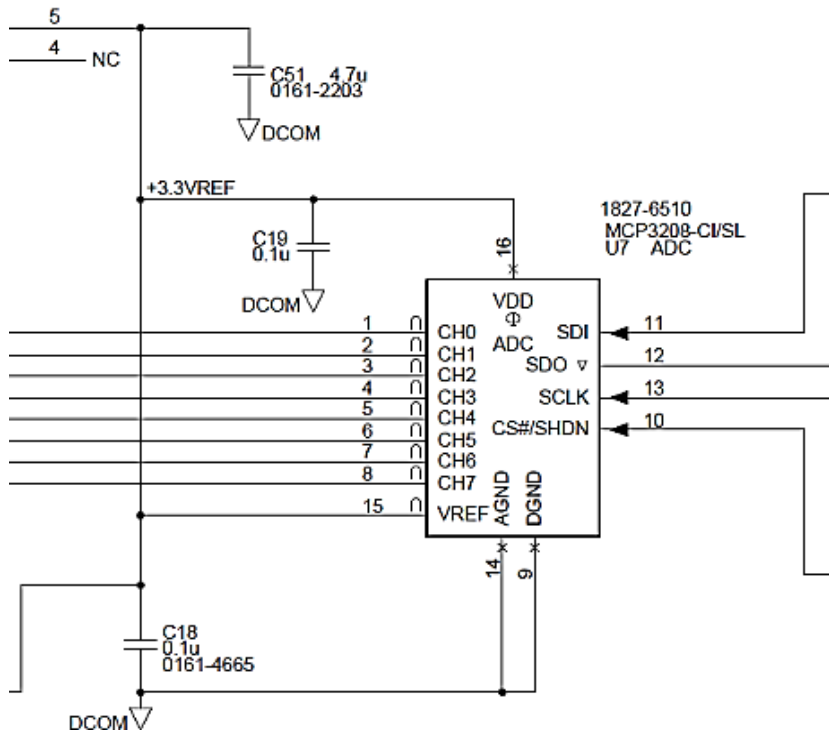 5
4 NC
C51 4.7u
0161-2203
DCOM
+3.3VREF
C19
0.1u
DCOM
1827-6510
MCP3208-CI/SL
U7 ADC
16
VDD
Φ
ADC
1 CH0
2 CH1
3 CH2
4 CH3
5 CH4
6 CH5
7 CH6
8 CH7
15 VREF
SDI 11
SDO 12
SCLK 13
CS#/SHDN 10
AGND
DGND
14
9
C18
0.1u
0161-4665
DCOM